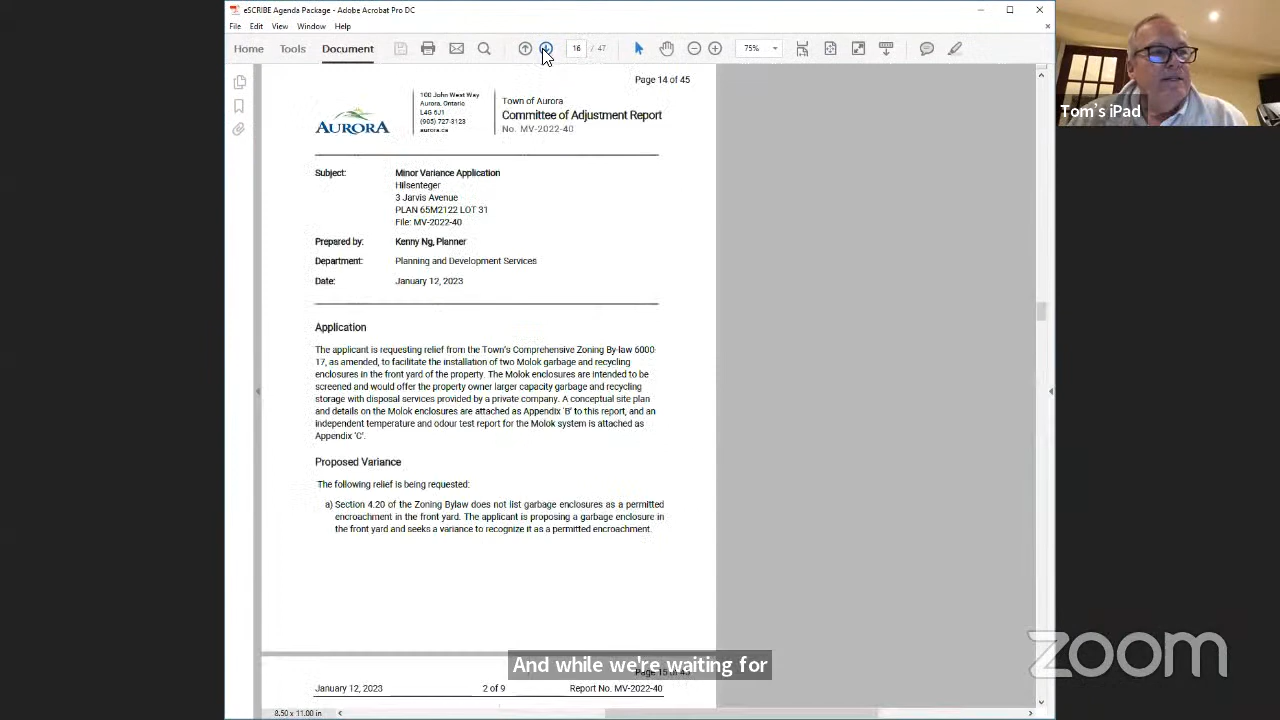 eSCRIBE Agenda Package - Adobe Acrobat Pro DC
File Edit View Window Help
Home Tools Document
16 / 47
75%
Page 14 of 45
AURORA
100 John West Way
Aurora, Ontario
L4G 6J1
(905) 727-3123
aurora.ca
Town of Aurora
Committee of Adjustment Report
No. MV-2022-40
Subject: Minor Variance Application
Hilsenteger
3 Jarvis Avenue
PLAN 65M2122 LOT 31
File: MV-2022-40
Prepared by: Kenny Ng, Planner
Department: Planning and Development Services
Date: January 12, 2023
Application
The applicant is requesting relief from the Town's Comprehensive Zoning By-law 6000-
17, as amended, to facilitate the installation of two Molok garbage and recycling
enclosures in the front yard of the property. The Molok enclosures are intended to be
screened and would offer the property owner larger capacity garbage and recycling
storage with disposal services provided by a private company. A conceptual site plan
and details on the Molok enclosures are attached as Appendix 'B' to this report, and an
independent temperature and odour test report for the Molok system is attached as
Appendix 'C'.
Proposed Variance
The following relief is being requested:
a) Section 4.20 of the Zoning Bylaw does not list garbage enclosures as a permitted
encroachment in the front yard. The applicant is proposing a garbage enclosure in
the front yard and seeks a variance to recognize it as a permitted encroachment.
Page 15 of 45
And while we're waiting for
January 12, 2023 2 of 9 Report No. MV-2022-40
8.50 x 11.00 in
Tom's iPad
zoom